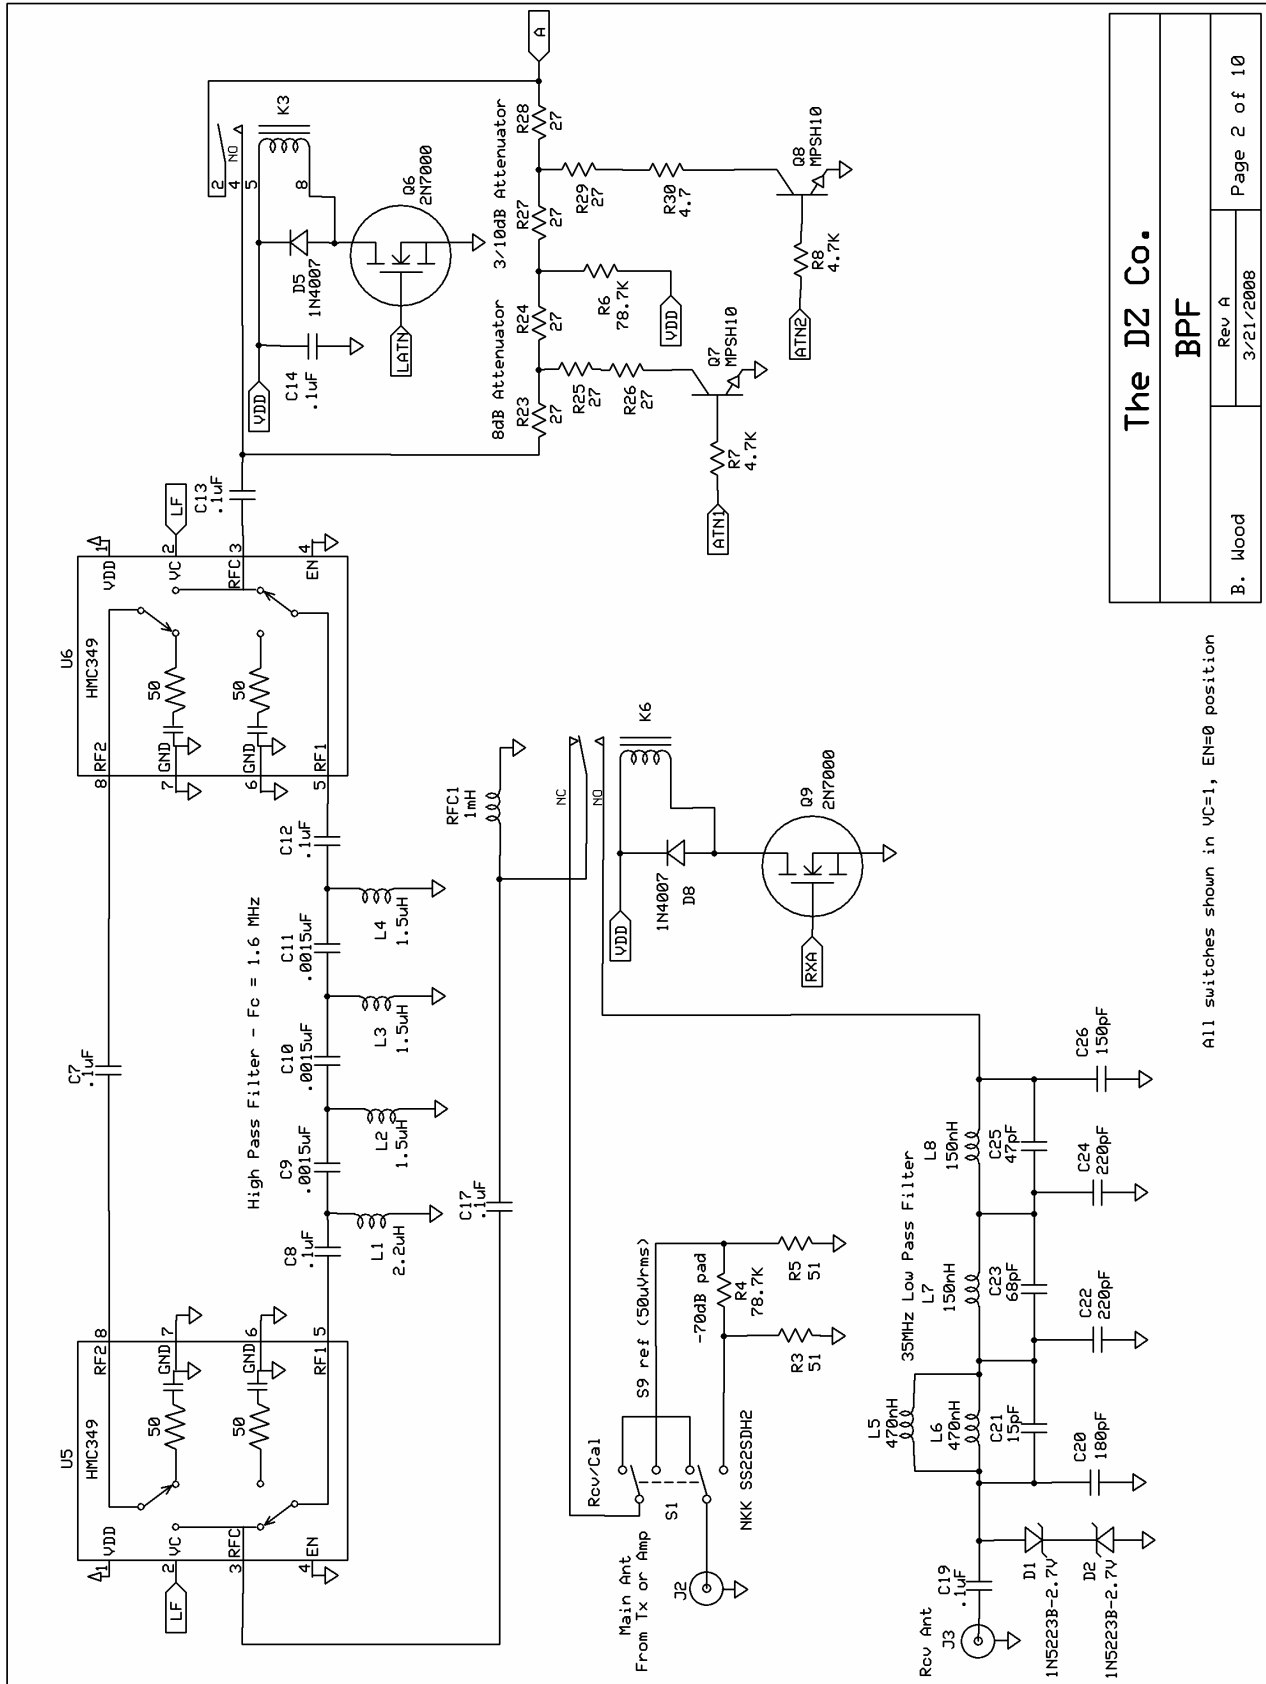 U5
HMC349
1 VDD
2 VC
3 RFC
4 EN
RF2 8
GND 7
GND 6
RF1 5
50
50
LF
C7
.1uF
High Pass Filter - Fc = 1.6 MHz
C8
.1uF
L1
2.2uH
C9
.0015uF
L2
1.5uH
C10
.0015uF
L3
1.5uH
C11
.0015uF
L4
1.5uH
C12
.1uF
U6
HMC349
8 RF2
7 GND
6 GND
5 RF1
50
50
VDD 1
VC 2
RFC 3
EN 4
LF
C13
.1uF
VDD
C14
.1uF
D5
1N4007
2
4
NO
5
8
K3
LATN
Q6
2N7000
A
8dB Attenuator
3/10dB Attenuator
R23
27
R24
27
R27
27
R28
27
R25
27
R26
27
R6
78.7K
VDD
R29
27
R30
4.7
Q7
MPSH10
Q8
MPSH10
R7
4.7K
R8
4.7K
ATN1
ATN2
C17
.1uF
RFC1
1mH
NC
NO
K6
VDD
1N4007
D8
Q9
2N7000
RXA
Main Ant
From Tx or Amp
Rcv/Cal
S1
J2
NKK SS22SDH2
S9 ref (50uVrms)
-70dB pad
R4
78.7K
R3
51
R5
51
Rcv Ant
J3
C19
.1uF
D1
1N5223B-2.7V
D2
1N5223B-2.7V
35MHz Low Pass Filter
L5
470nH
L6
470nH
C21
15pF
C20
180pF
L7
150nH
C23
68pF
C22
220pF
L8
150nH
C25
47pF
C24
220pF
C26
150pF
All switches shown in VC=1, EN=0 position
The DZ Co.
BPF
B. Wood
Rev A
3/21/2008
Page 2 of 10